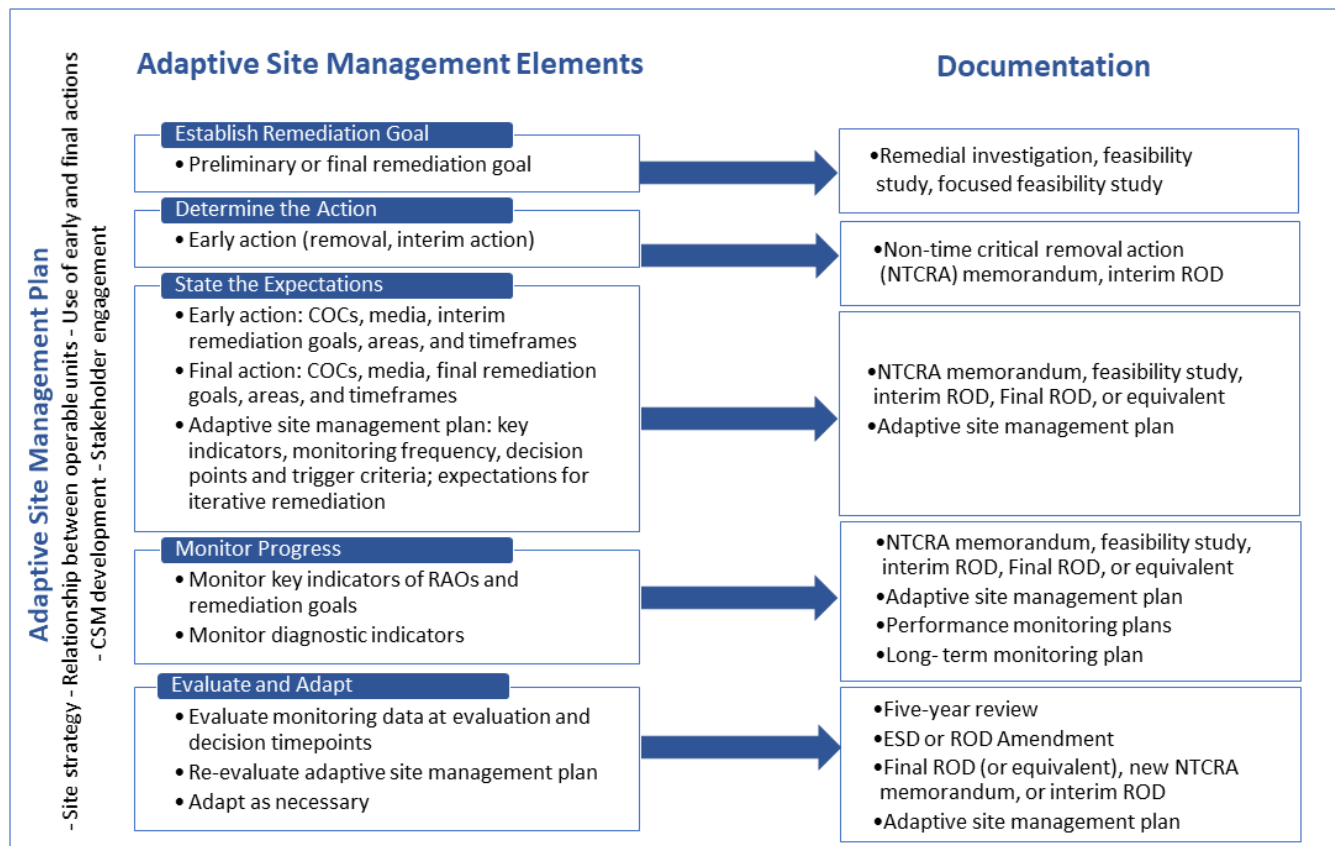 Adaptive Site Management Plan
- Site strategy - Relationship between operable units - Use of early and final actions
- CSM development - Stakeholder engagement
Adaptive Site Management Elements
Documentation
Establish Remediation Goal
• Preliminary or final remediation goal
•Remedial investigation, feasibility
study, focused feasibility study
Determine the Action
• Early action (removal, interim action)
•Non-time critical removal action
(NTCRA) memorandum, interim ROD
State the Expectations
• Early action: COCs, media, interim
remediation goals, areas, and timeframes
• Final action: COCs, media, final remediation
goals, areas, and timeframes
• Adaptive site management plan: key
indicators, monitoring frequency, decision
points and trigger criteria; expectations for
iterative remediation
•NTCRA memorandum, feasibility study,
interim ROD, Final ROD, or equivalent
•Adaptive site management plan
Monitor Progress
• Monitor key indicators of RAOs and
remediation goals
• Monitor diagnostic indicators
•NTCRA memorandum, feasibility study,
interim ROD, Final ROD, or equivalent
•Adaptive site management plan
•Performance monitoring plans
•Long- term monitoring plan
Evaluate and Adapt
• Evaluate monitoring data at evaluation and
decision timepoints
• Re-evaluate adaptive site management plan
• Adapt as necessary
•Five-year review
•ESD or ROD Amendment
•Final ROD (or equivalent), new NTCRA
memorandum, or interim ROD
•Adaptive site management plan